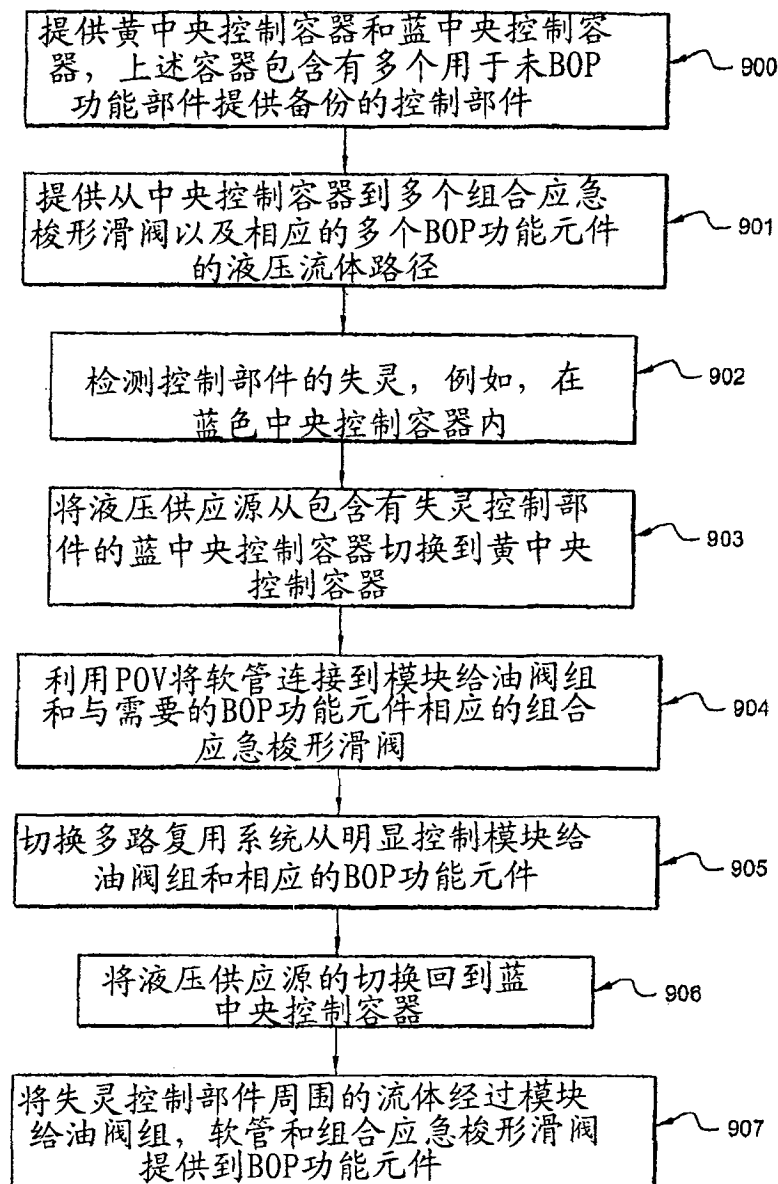 提供黄中央控制容器和蓝中央控制容
器，上述容器包含有多个用于未BOP
功能部件提供备份的控制部件
900
提供从中央控制容器到多个组合应急
梭形滑阀以及相应的多个BOP功能元件
的液压流体路径
901
检测控制部件的失灵，例如，在
蓝色中央控制容器内
902
将液压供应源从包含有失灵控制部
件的蓝中央控制容器切换到黄中央
控制容器
903
利用POV将软管连接到模块给油阀组
和与需要的BOP功能元件相应的组合
应急梭形滑阀
904
切换多路复用系统从明显控制模块给
油阀组和相应的BOP功能元件
905
将液压供应源的切换回到蓝
中央控制容器
906
将失灵控制部件周围的流体经过模块
给油阀组，软管和组合应急梭形滑阀
提供到BOP功能元件
907